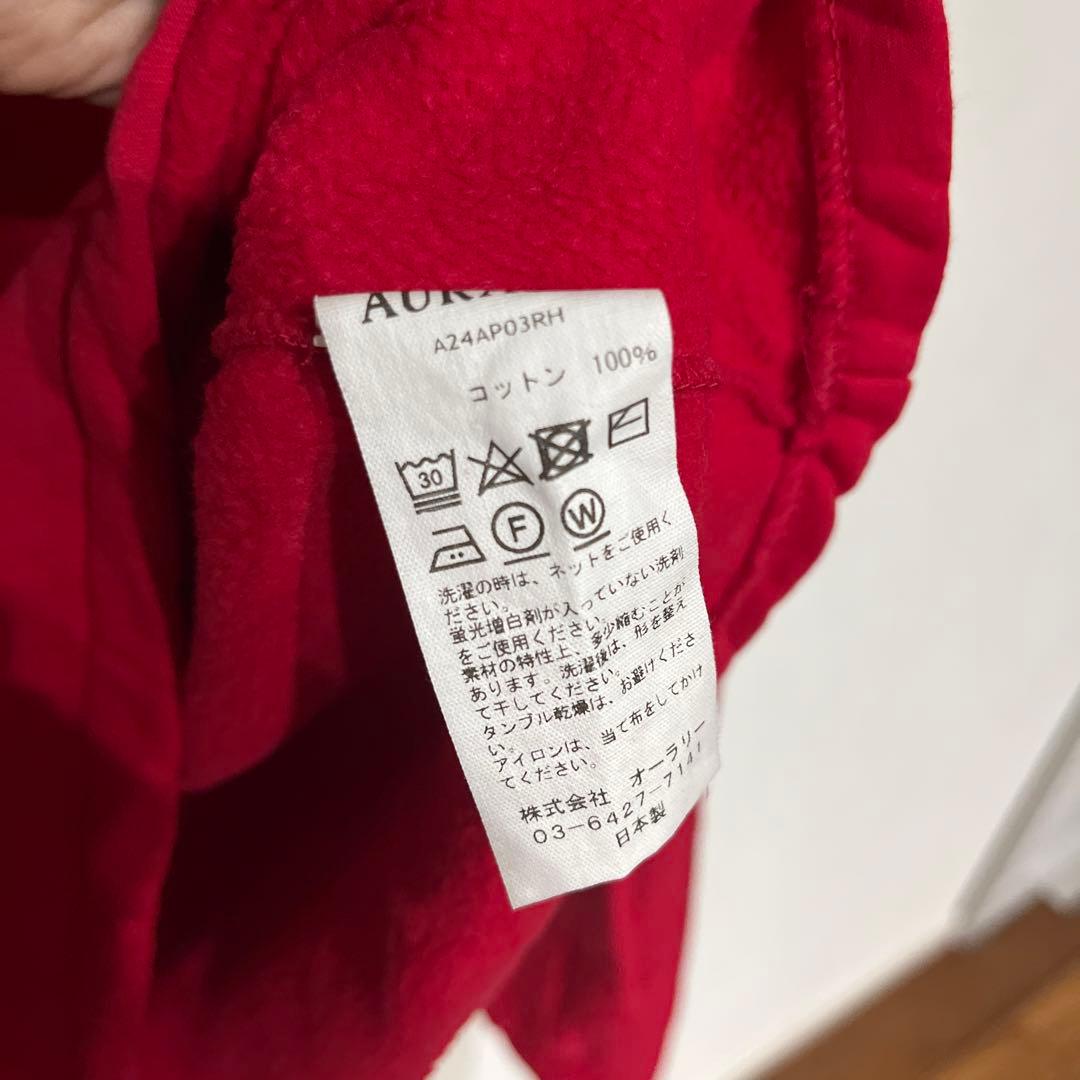 A24AP03RH
コットン 100%
30
F W
洗濯の時は、ネットをご使用く
ださい。
蛍光増白剤が入っていない洗剤
をご使用ください。
素材の特性上、多少縮むことが
あります。洗濯後は、形を整え
て干してください。
タンブル乾燥は、お避けくださ
い。
アイロンは、当て布をしてかけ
てください。
株式会社 オーラリー
03-6427-7141
日本製